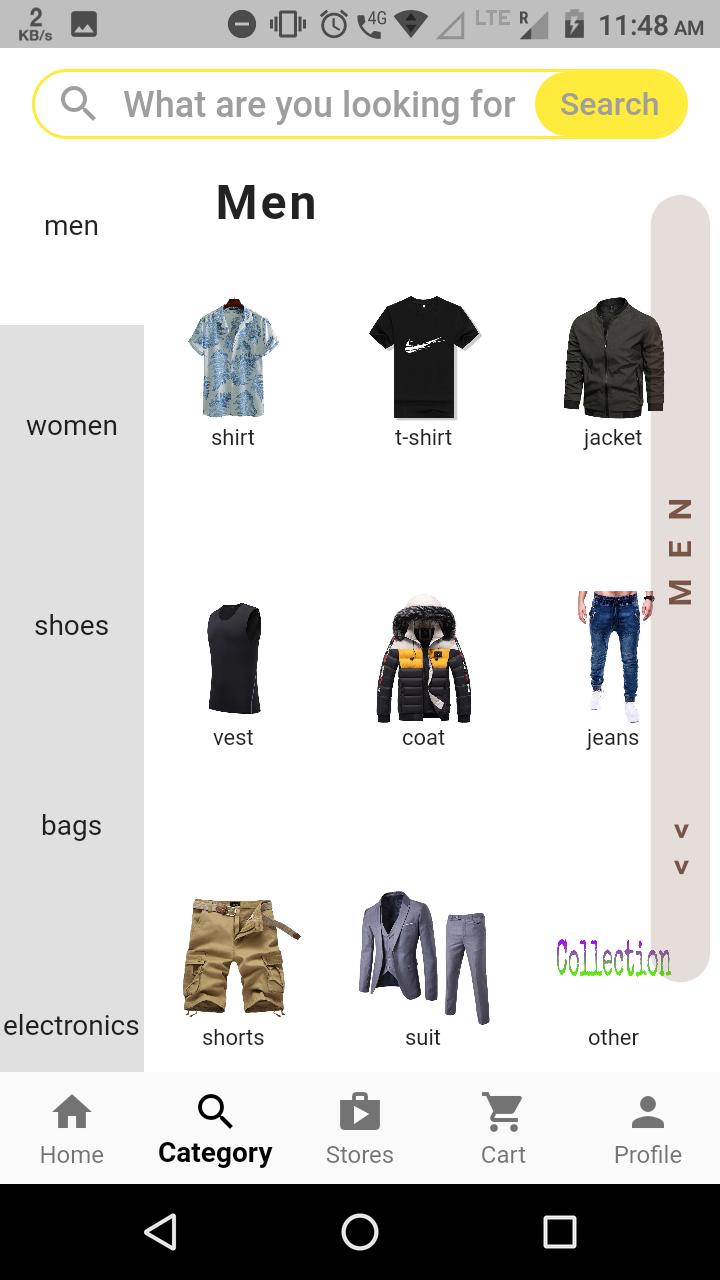 2
KB/s
4G
LTE
R
11:48 AM
What are you looking for
Search
men
Men
shirt
t-shirt
jacket
women
MEN
shoes
vest
coat
jeans
bags
< <
Collection
electronics
shorts
suit
other
Home
Category
Stores
Cart
Profile